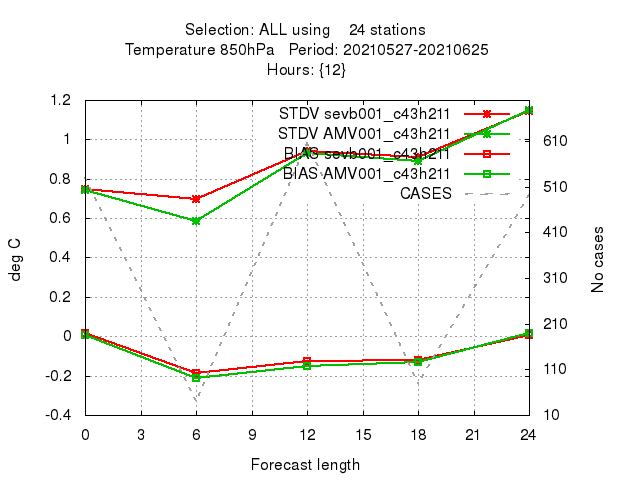 Selection: ALL using 24 stations
Temperature 850hPa Period: 20210527-20210625
Hours: {12}
1.2
1
0.8
0.6
0.4
0.2
0
-0.2
-0.4
deg C
STDV sevb001_c43h211
STDV AMV001_c43h211
BIAS sevb001_c43h211
BIAS AMV001_c43h211
CASES
610
510
410
310
210
110
10
No cases
0 3 6 9 12 15 18 21 24
Forecast length